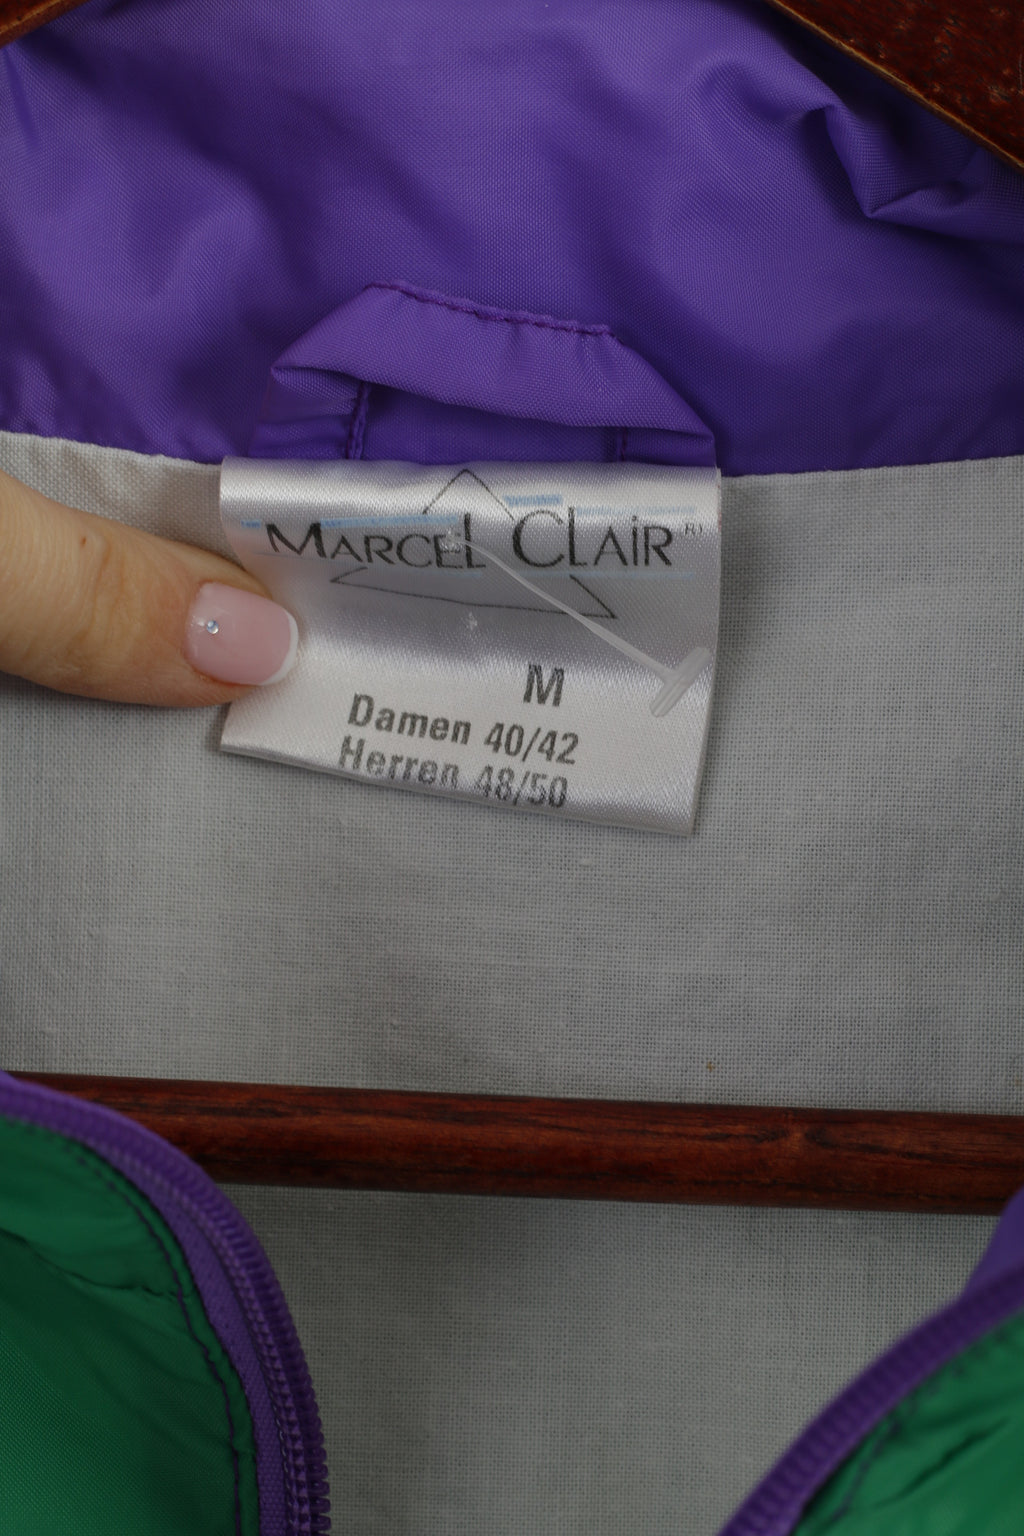 MARCEL CLAIR (R)
M
Damen 40/42
Herren 48/50